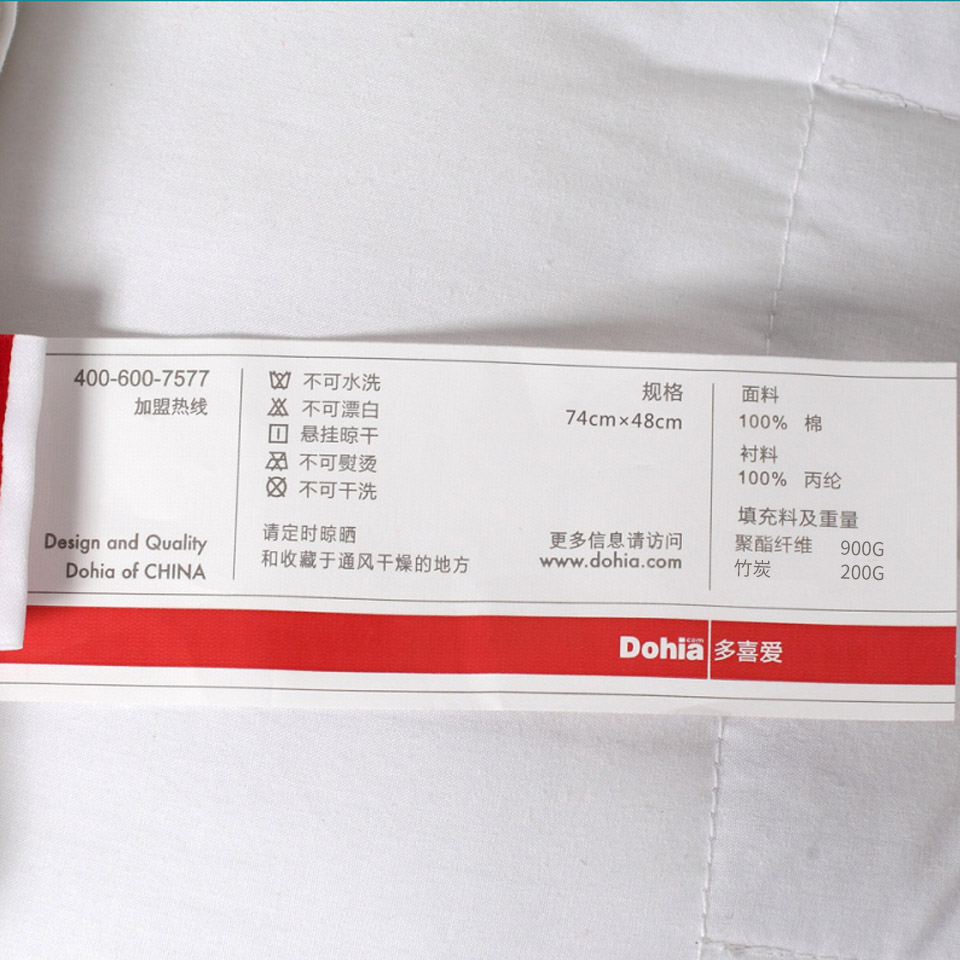 400-600-7577
加盟热线
Design and Quality
Dohia of CHINA
不可水洗
不可漂白
悬挂晾干
不可熨烫
不可干洗
请定时晾晒
和收藏于通风干燥的地方
规格
74cm×48cm
更多信息请访问
www.dohia.com
面料
100% 棉
衬料
100% 丙纶
填充料及重量
聚酯纤维 900G
竹炭 200G
Dohia.com 多喜爱